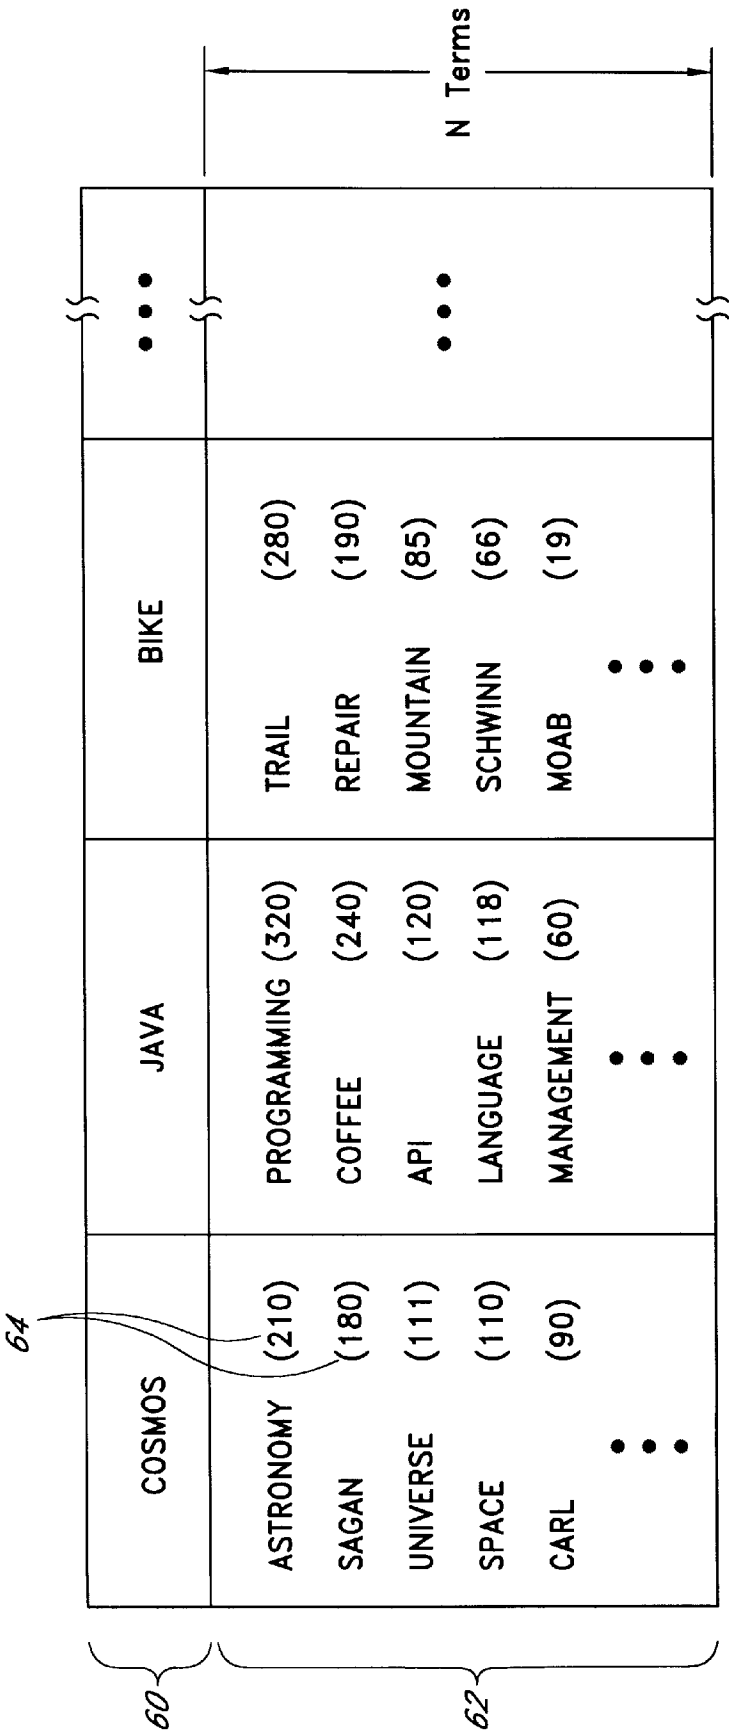 64
60 COSMOS JAVA BIKE
ASTRONOMY (210) PROGRAMMING (320) TRAIL (280)
SAGAN (180) COFFEE (240) REPAIR (190)
62 UNIVERSE (111) API (120) MOUNTAIN (85) N Terms
SPACE (110) LANGUAGE (118) SCHWINN (66)
CARL (90) MANAGEMENT (60) MOAB (19)